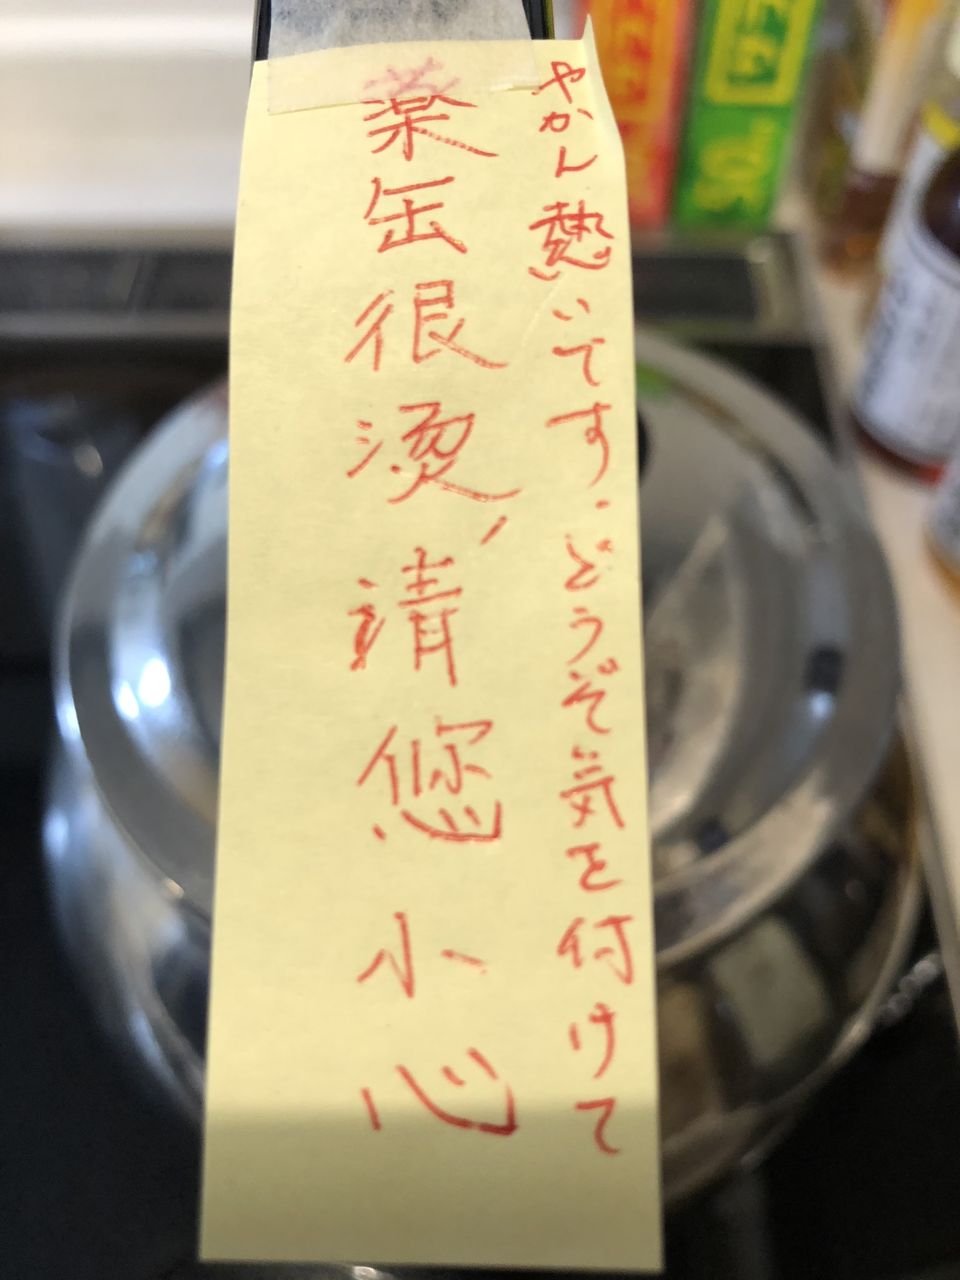 やかん熱いです。どうぞ気を付けて
薬缶很烫，请您小心